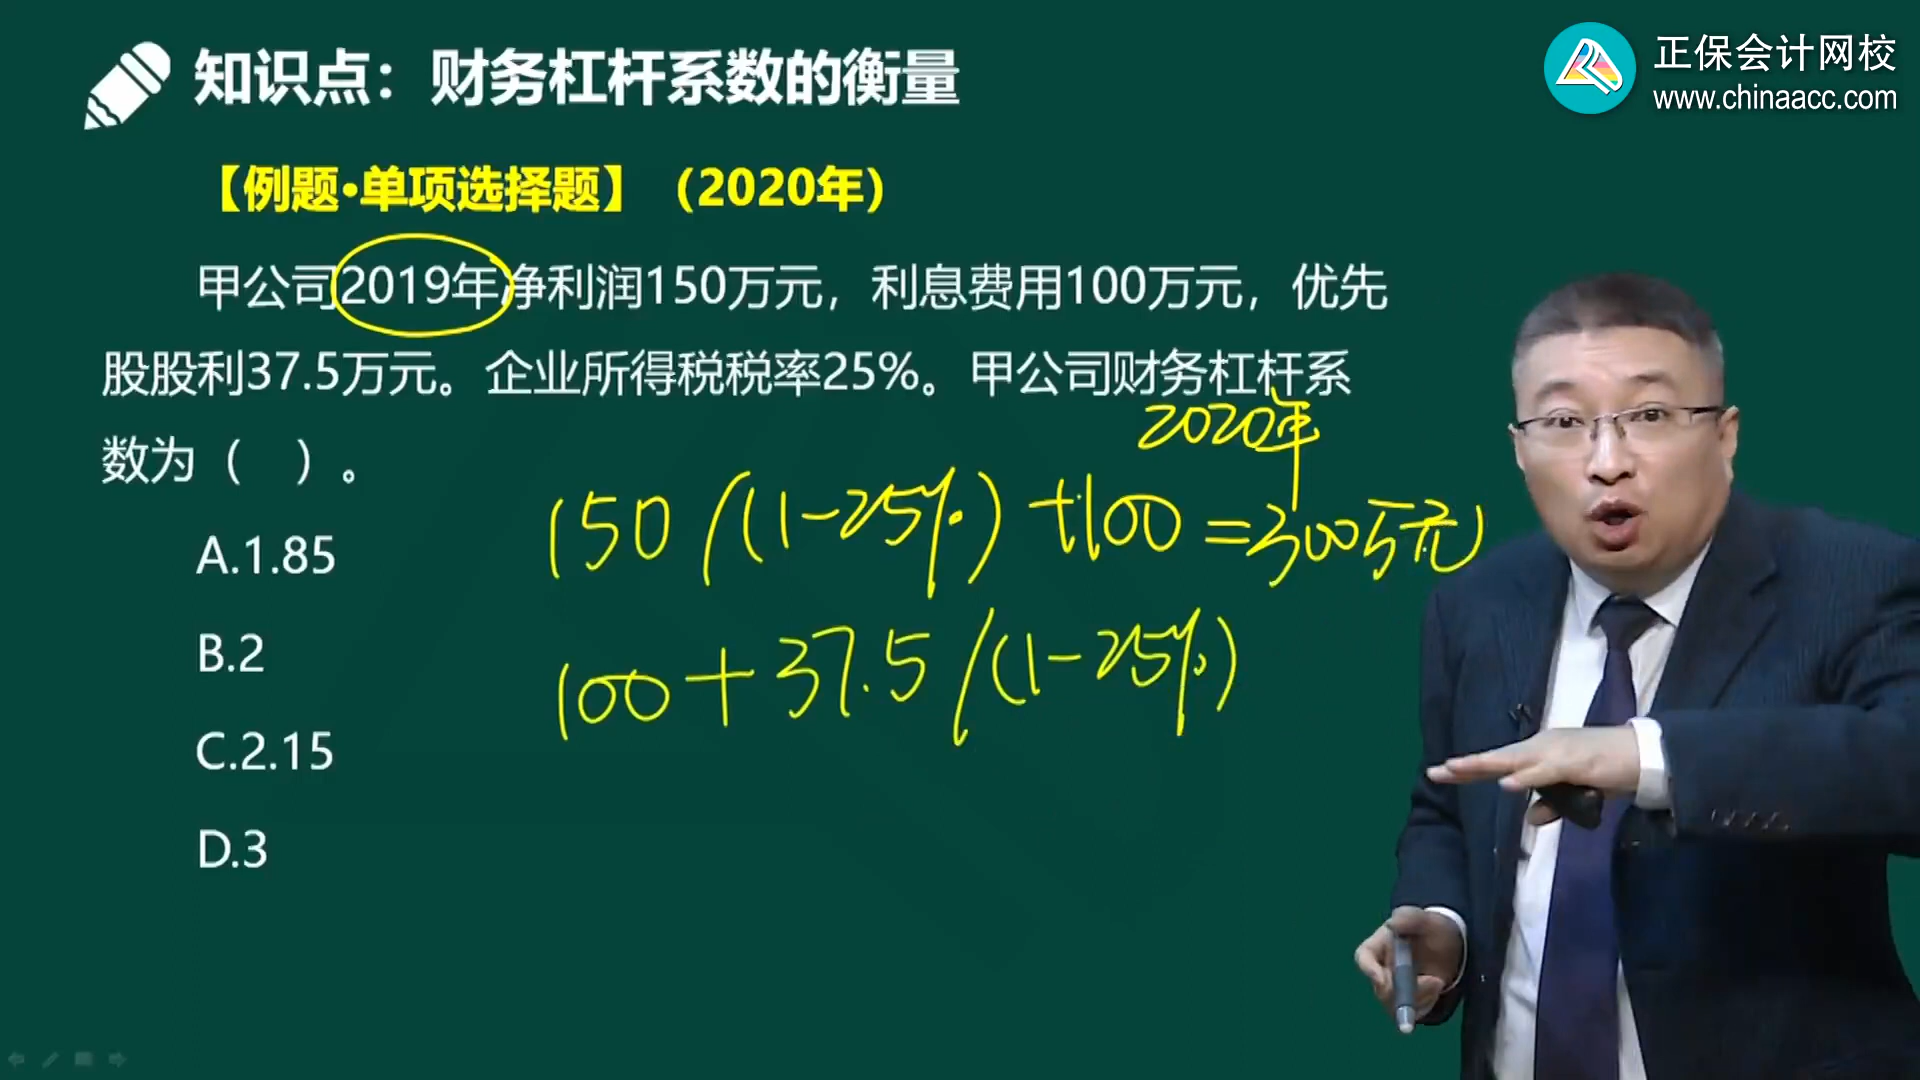 知识点：财务杠杆系数的衡量
正保会计网校
www.chinaacc.com
【例题·单项选择题】（2020年）
甲公司2019年净利润150万元，利息费用100万元，优先
股股利37.5万元。企业所得税税率25%。甲公司财务杠杆系
2020年
数为（ ）。
150/(1-25%)+100=300万元
A.1.85
100+37.5/(1-25%)
B.2
C.2.15
D.3